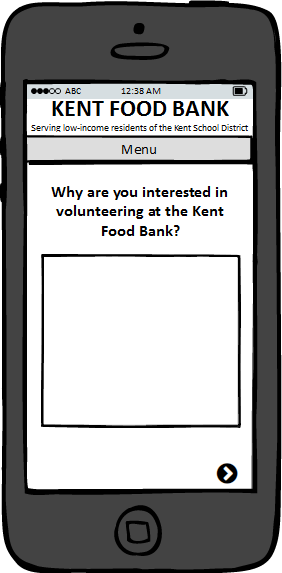 ABC 12:38 AM
KENT FOOD BANK
Serving low-income residents of the Kent School District
Menu
Why are you interested in
volunteering at the Kent
Food Bank?